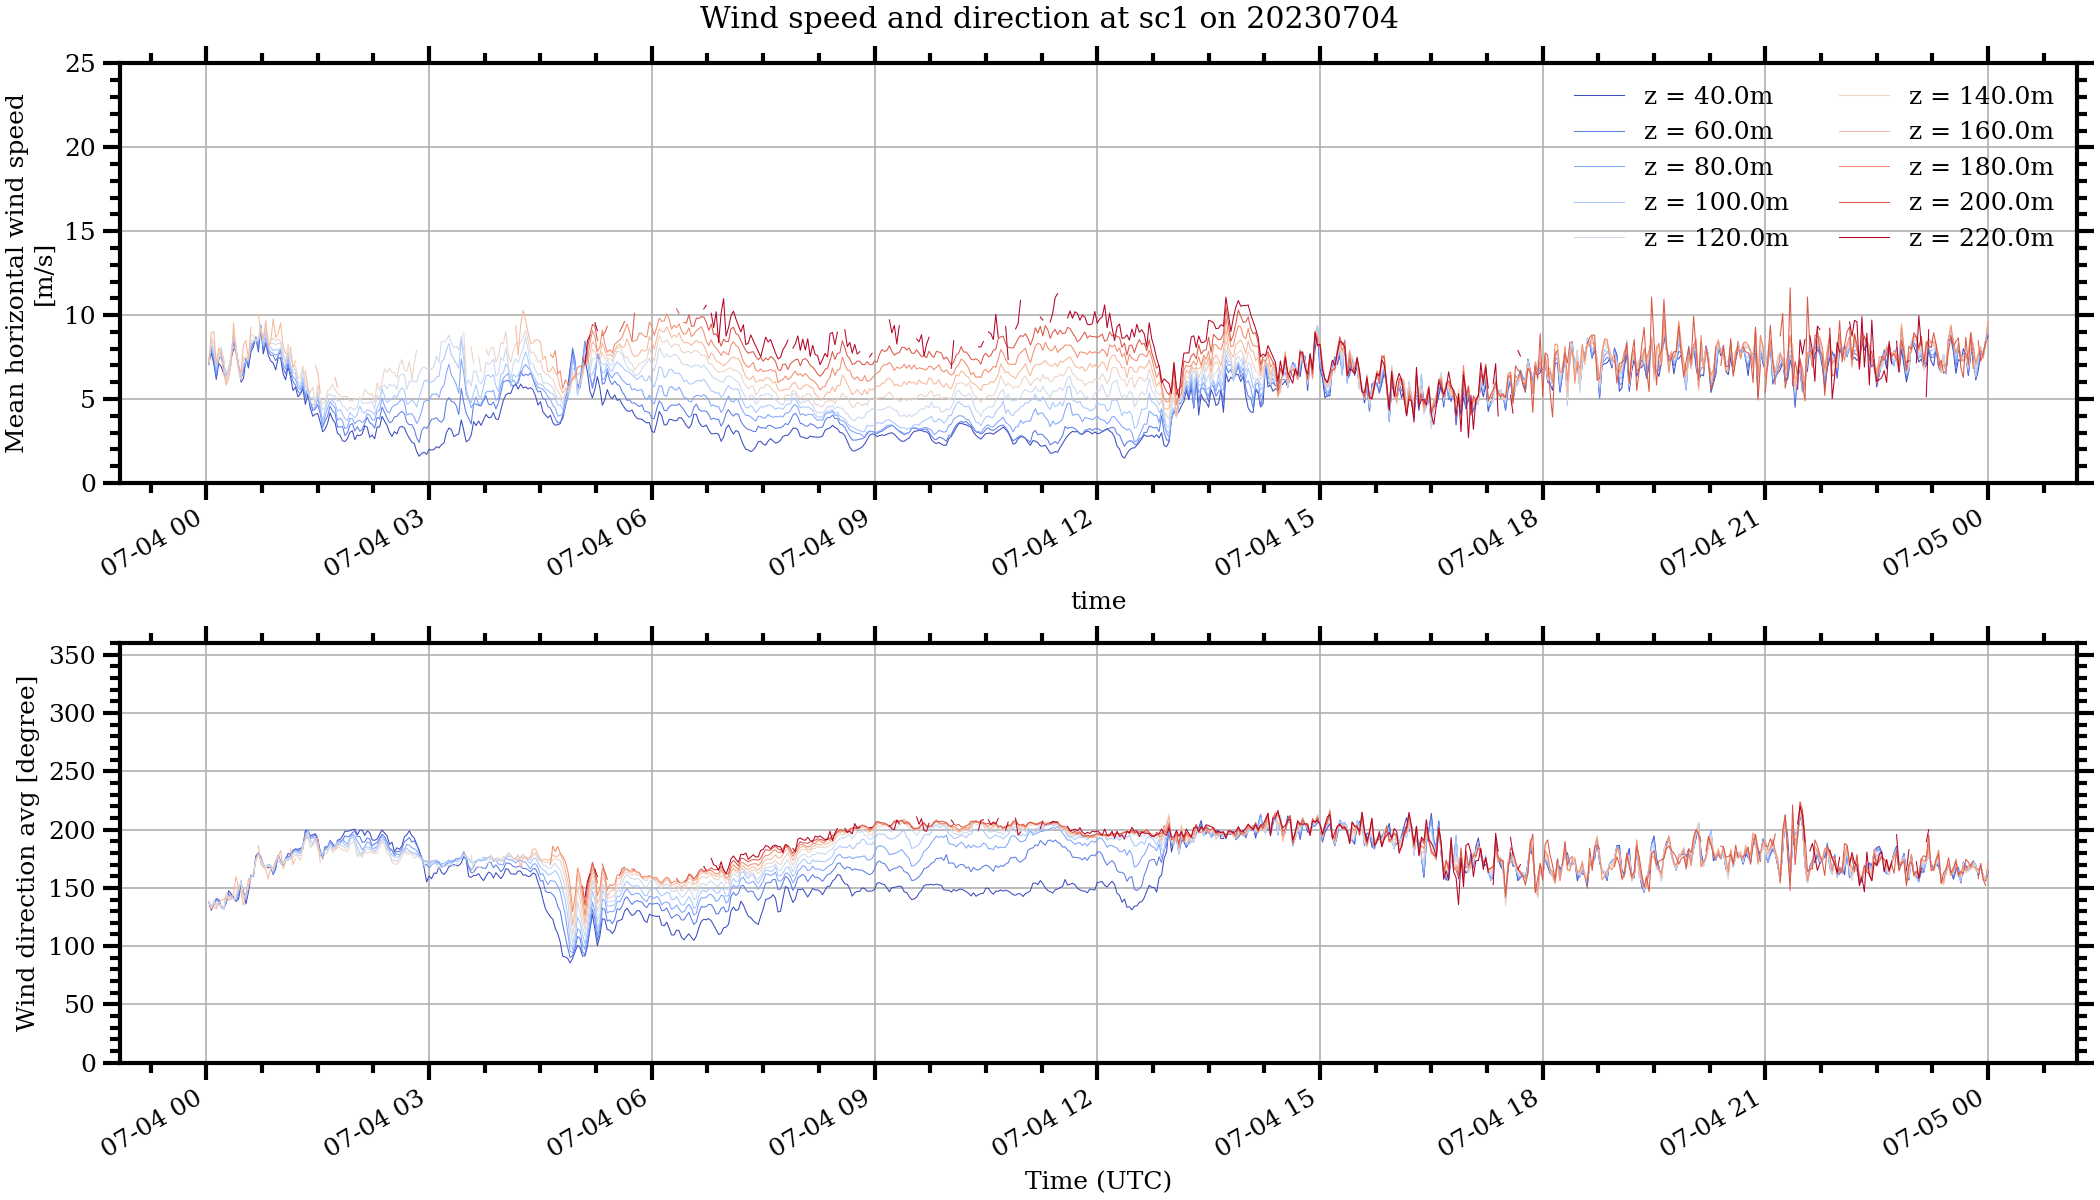 Wind speed and direction at sc1 on 20230704
Mean horizontal wind speed
[m/s]
25
20
15
10
5
0
z = 40.0m
z = 60.0m
z = 80.0m
z = 100.0m
z = 120.0m
z = 140.0m
z = 160.0m
z = 180.0m
z = 200.0m
z = 220.0m
07-04 00
07-04 03
07-04 06
07-04 09
07-04 12
07-04 15
07-04 18
07-04 21
07-05 00
time
Wind direction avg [degree]
350
300
250
200
150
100
50
0
07-04 00
07-04 03
07-04 06
07-04 09
07-04 12
07-04 15
07-04 18
07-04 21
07-05 00
Time (UTC)